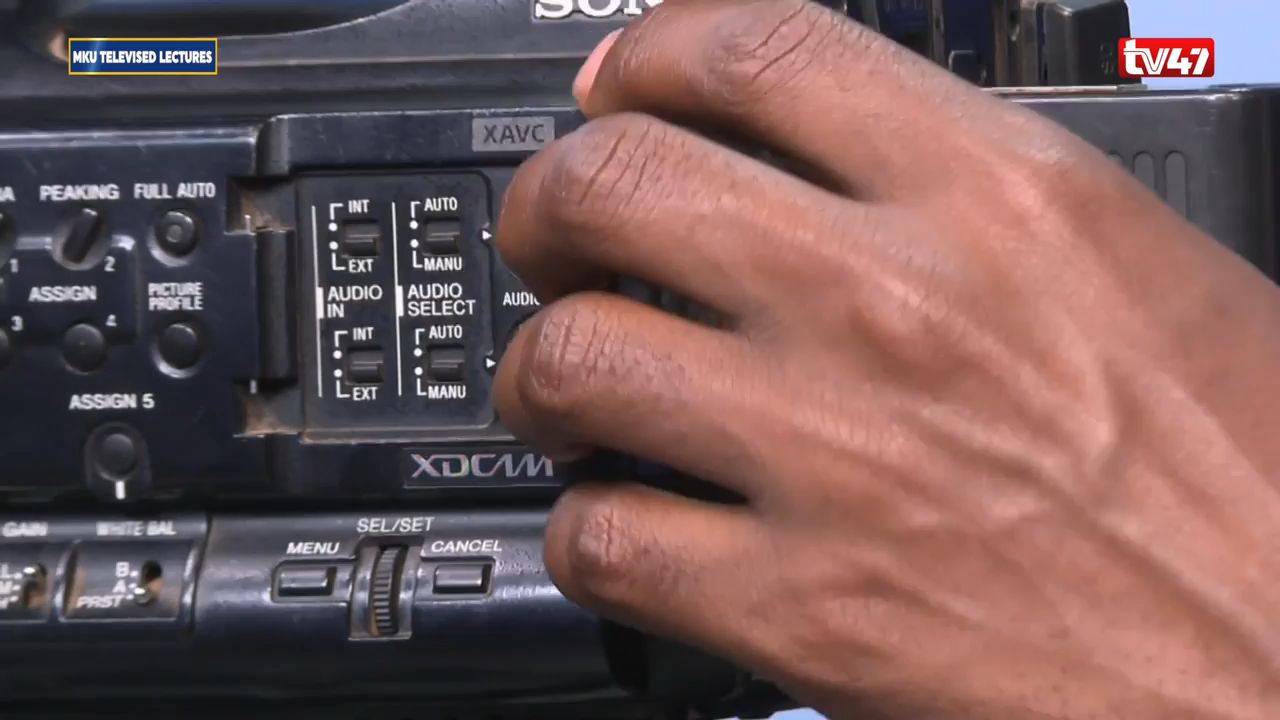 SONY
MKU TELEVISED LECTURES
tv47
XAVC
PEAKING
FULL AUTO
INT
AUTO
1
2
EXT
MANU
ASSIGN
PICTURE
PROFILE
AUDIO
IN
AUDIO
SELECT
3
4
INT
AUTO
EXT
MANU
ASSIGN 5
XDCAM
GAIN
WHITE BAL
SEL/SET
MENU
CANCEL
B
A
PRST